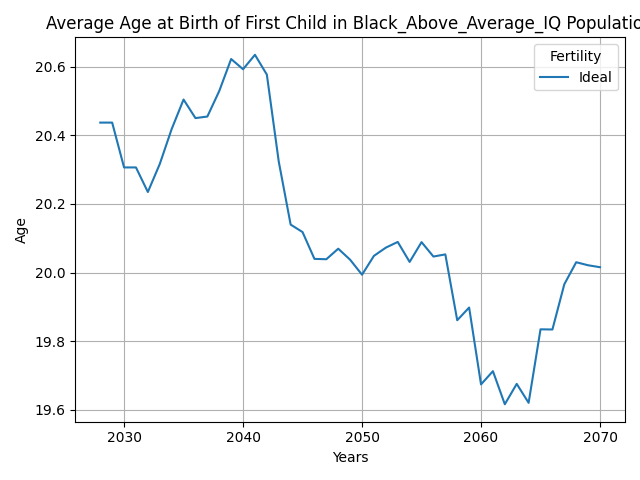 Average Age at Birth of First Child in Black_Above_Average_IQ Populatio
Fertility
Ideal
20.6
20.4
20.2
20.0
19.8
19.6
Age
2030 2040 2050 2060 2070
Years